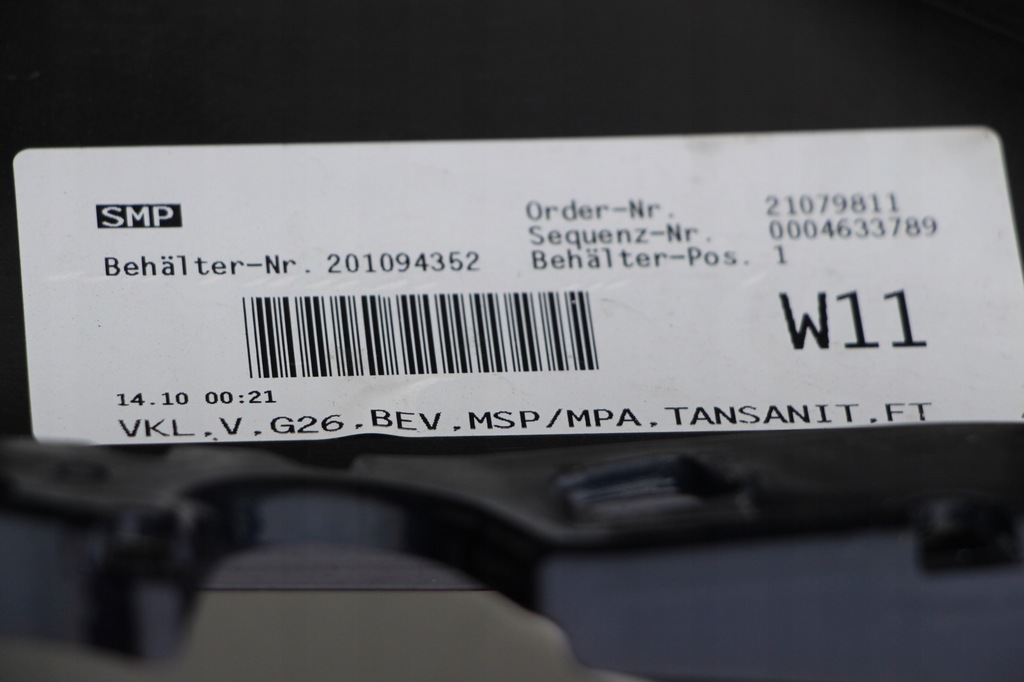 SMP
Order-Nr. 21079811
Sequenz-Nr. 0004633789
Behälter-Nr. 201094352 Behälter-Pos. 1
W11
14.10 00:21
VKL,V,G26,BEV,MSP/MPA,TANSANIT,FT